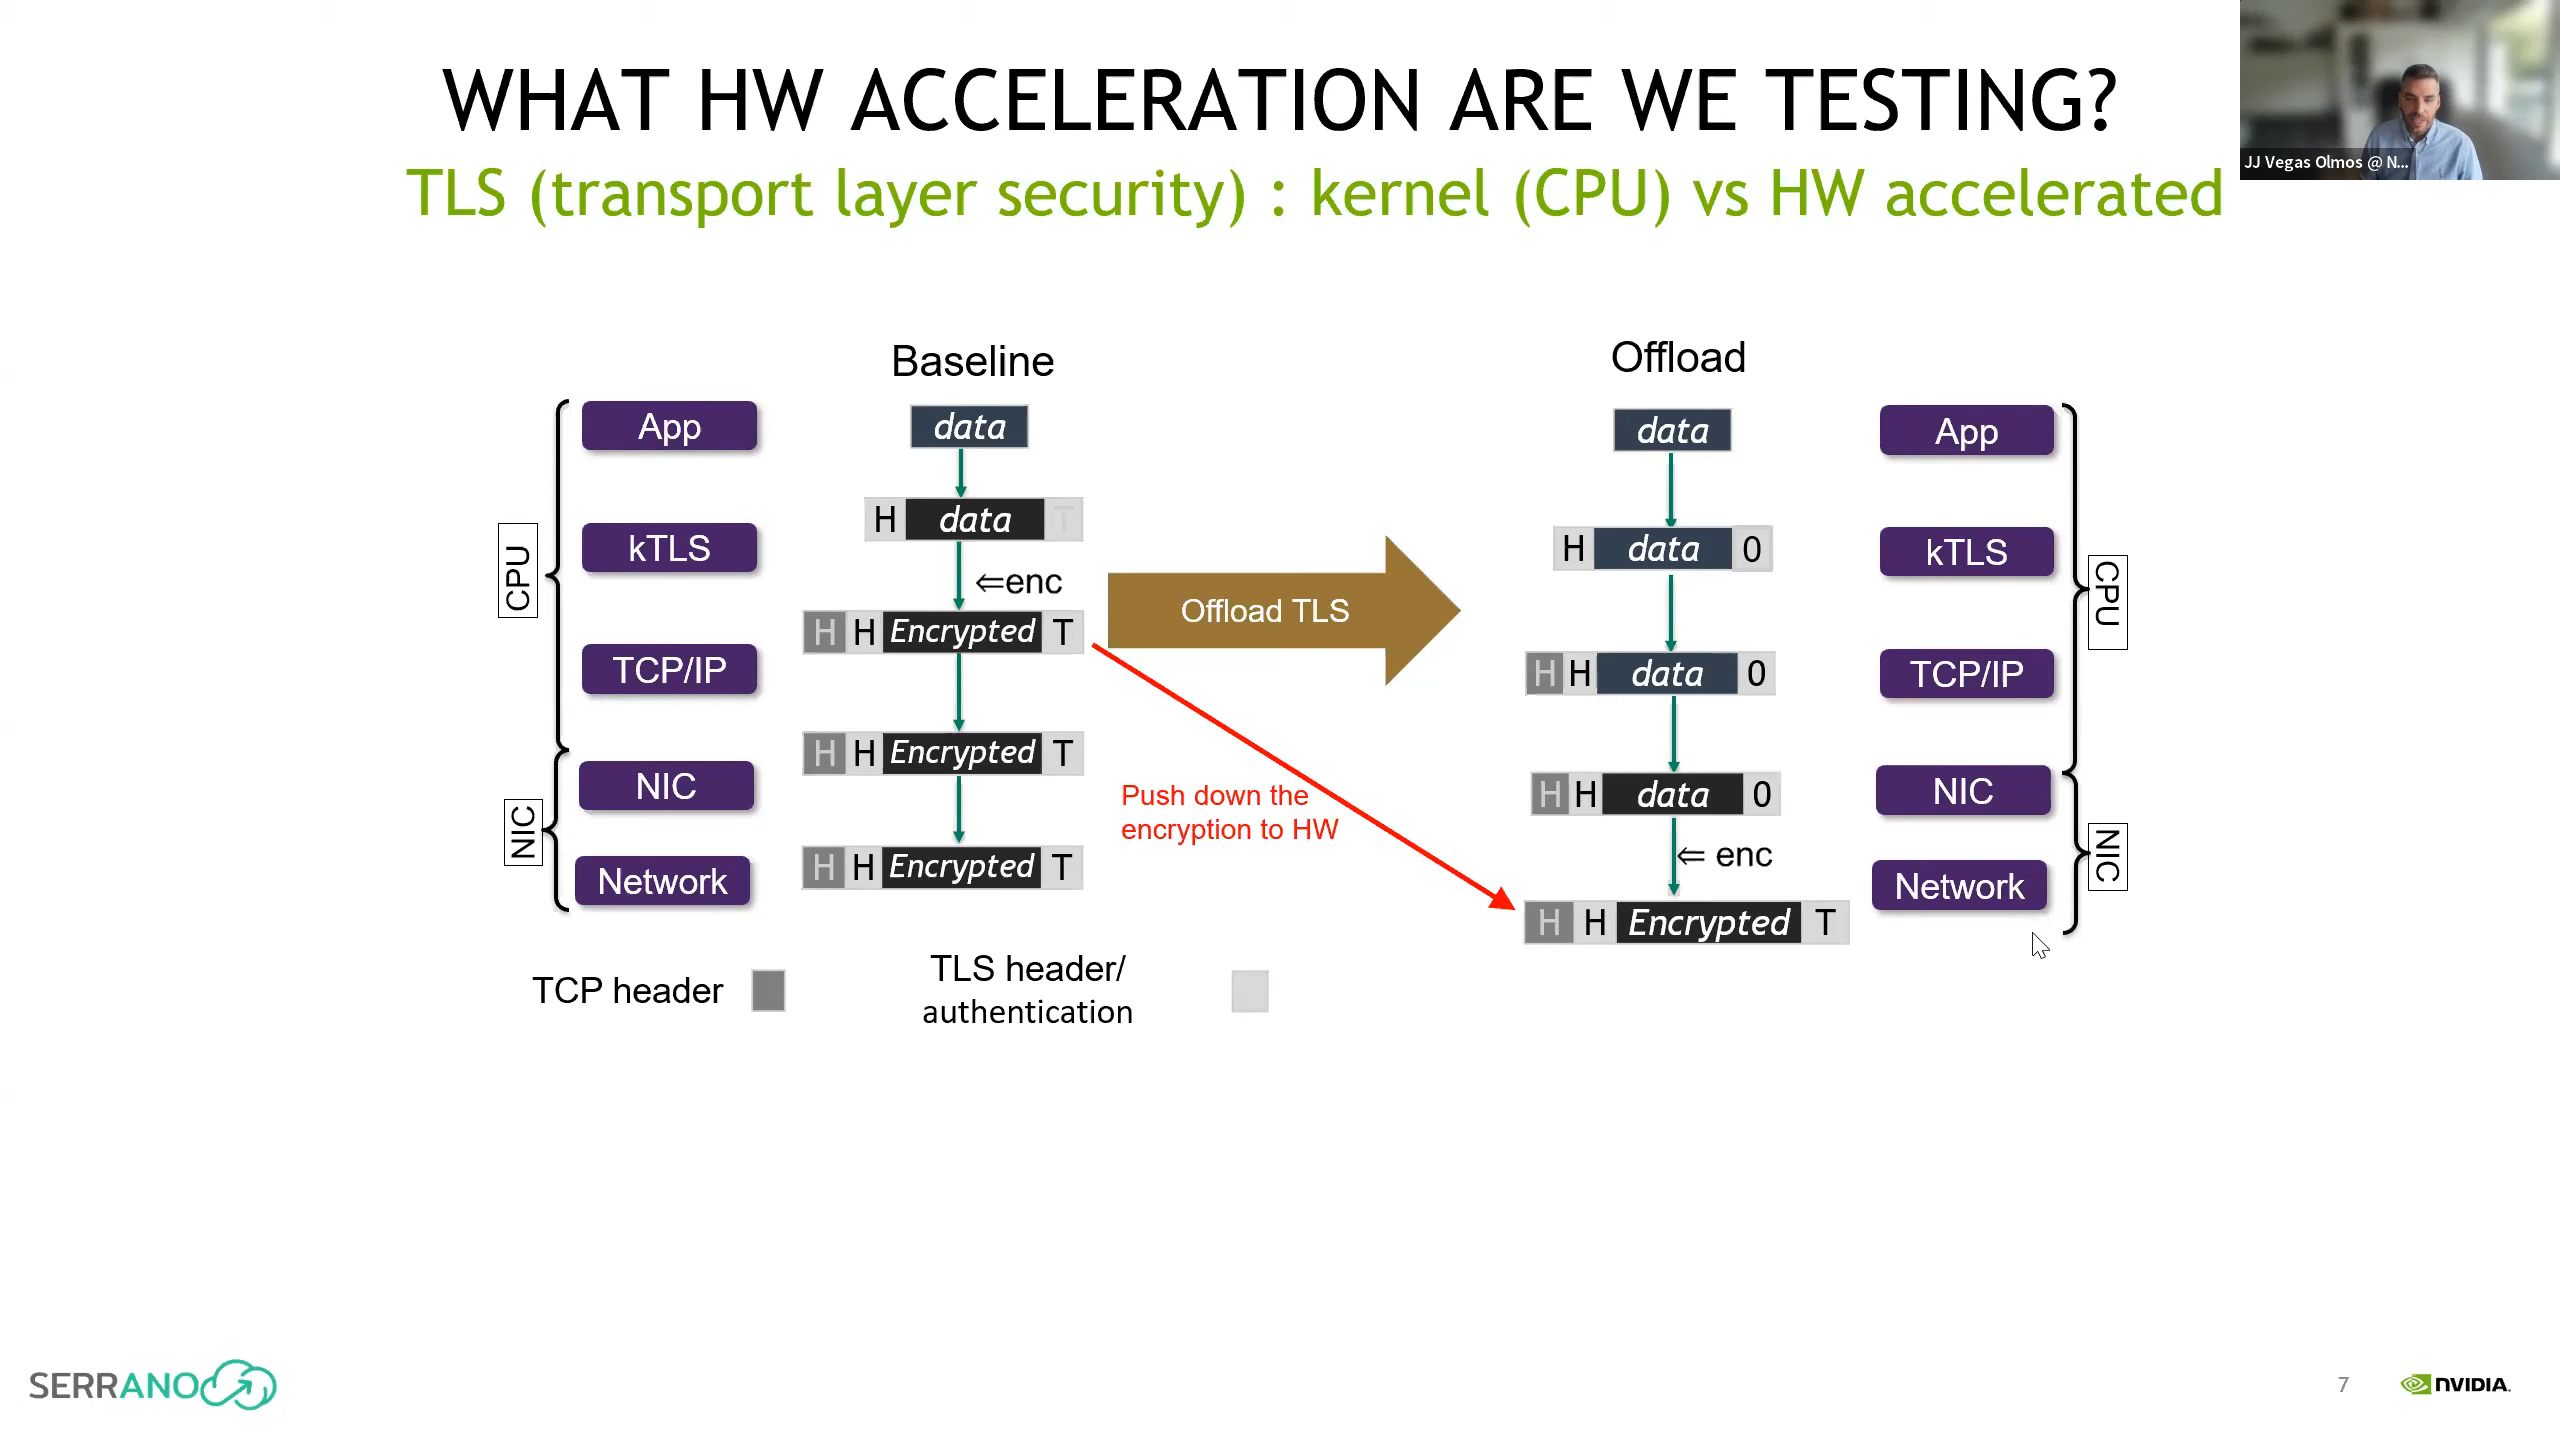 WHAT HW ACCELERATION ARE WE TESTING?
TLS (transport layer security) : kernel (CPU) vs HW accelerated
JJ Vegas Olmos @ N...
Baseline
Offload
CPU
NIC
App
kTLS
TCP/IP
NIC
Network
data
H data T
⇐enc
H H Encrypted T
H H Encrypted T
H H Encrypted T
Offload TLS
Push down the
encryption to HW
data
H data 0
H H data 0
H H data 0
⇐ enc
H H Encrypted T
App
kTLS
TCP/IP
NIC
Network
CPU
NIC
TCP header
TLS header/
authentication
SERRANO
7
NVIDIA.